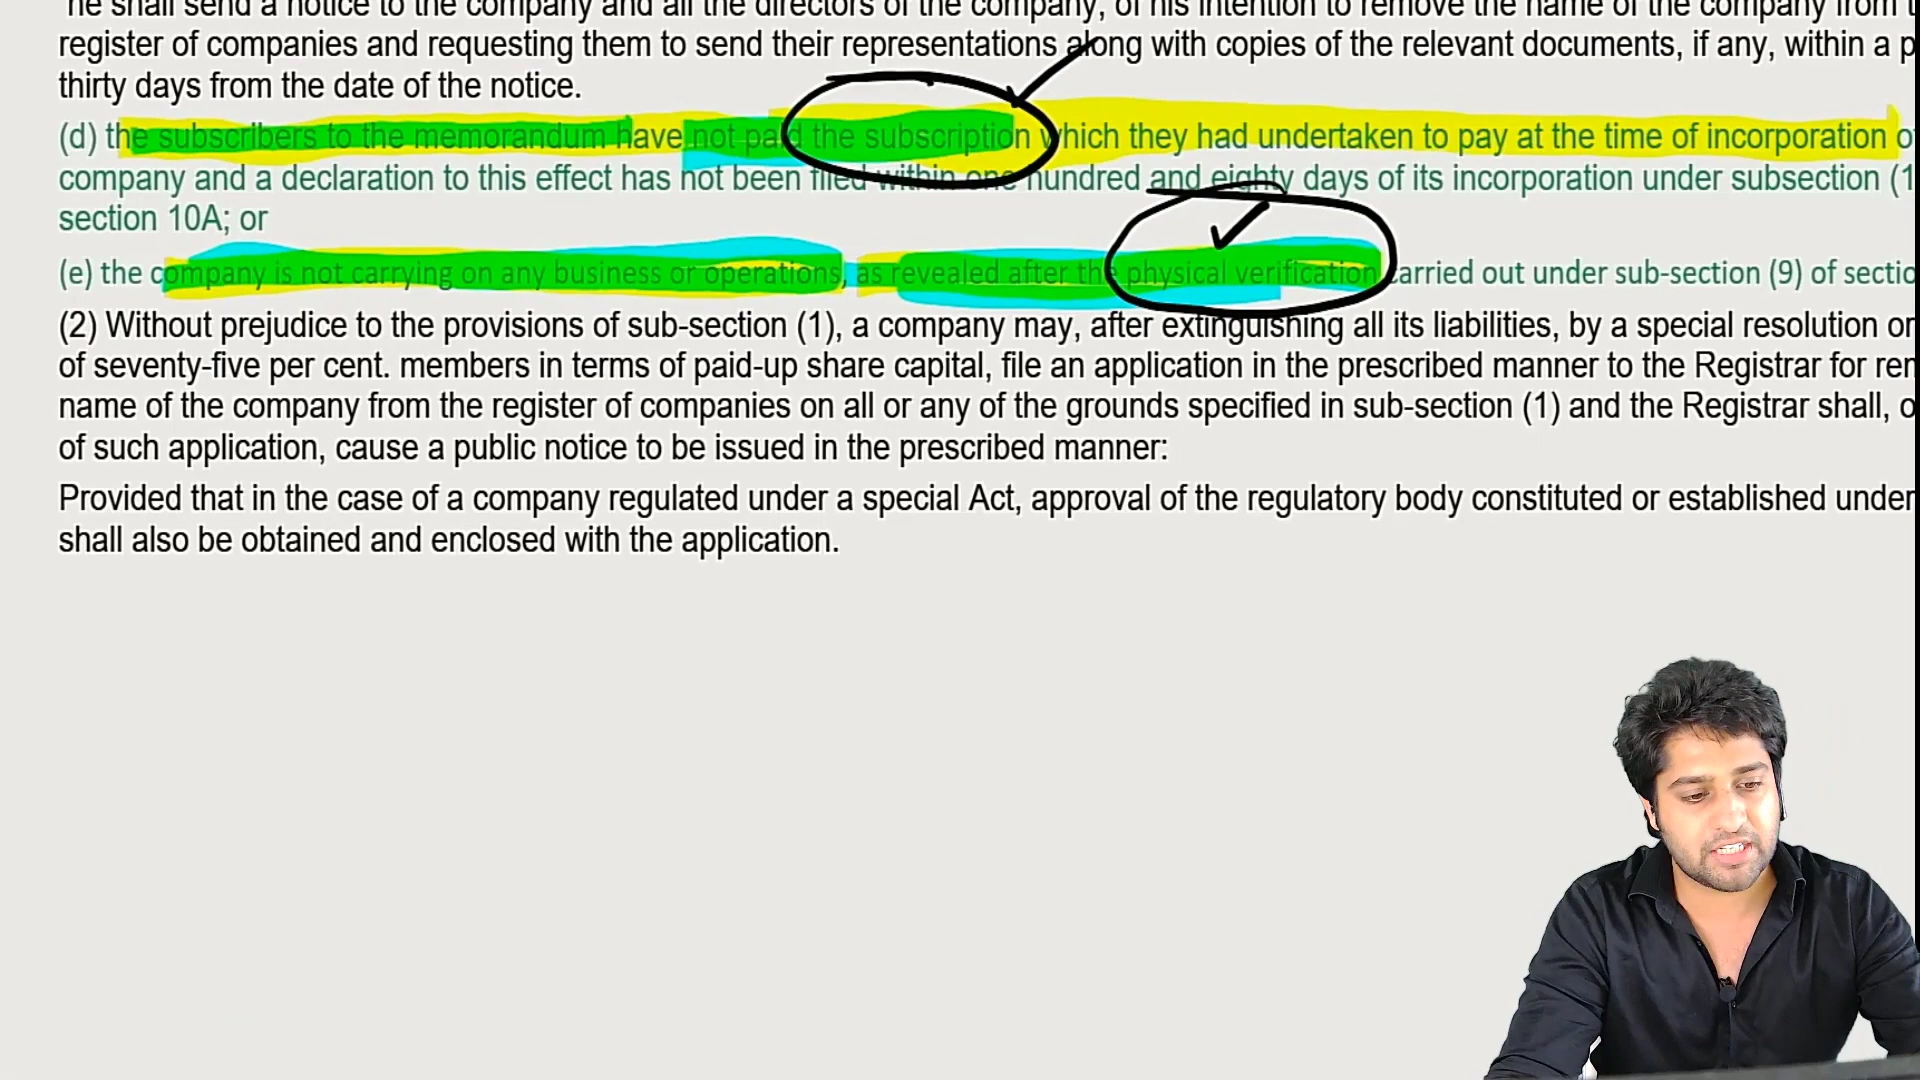 he shall send a notice to the company and all the directors of the company, of his intention to remove the name of the company from
register of companies and requesting them to send their representations along with copies of the relevant documents, if any, within a p
thirty days from the date of the notice.
(d) the subscribers to the memorandum have not paid the subscription which they had undertaken to pay at the time of incorporation o
company and a declaration to this effect has not been filed within one hundred and eighty days of its incorporation under subsection (1
section 10A; or
(e) the company is not carrying on any business or operations, as revealed after the physical verification carried out under sub-section (9) of sectio
(2) Without prejudice to the provisions of sub-section (1), a company may, after extinguishing all its liabilities, by a special resolution or
of seventy-five per cent. members in terms of paid-up share capital, file an application in the prescribed manner to the Registrar for rem
name of the company from the register of companies on all or any of the grounds specified in sub-section (1) and the Registrar shall, o
of such application, cause a public notice to be issued in the prescribed manner:
Provided that in the case of a company regulated under a special Act, approval of the regulatory body constituted or established under
shall also be obtained and enclosed with the application.